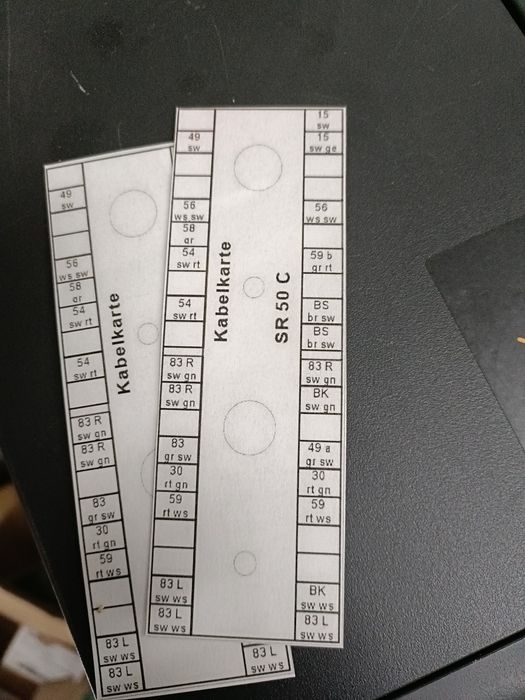 49
sw
56
ws sw
58
gr
54
sw rt
54
sw rt
83 R
sw gn
83 R
sw gn
83
gr sw
30
rt gn
59
rt ws
83 L
sw ws
83 L
sw ws
Kabelkarte
83 L
sw ws
49
sw
56
ws sw
58
gr
54
sw rt
54
sw rt
83 R
sw gn
83 R
sw gn
83
gr sw
30
rt gn
59
rt ws
83 L
sw ws
83 L
sw ws
Kabelkarte
SR 50 C
15
sw
15
sw ge
56
ws sw
59 b
gr rt
BS
br sw
BS
br sw
83 R
sw gn
BK
sw gn
49 a
gr sw
30
rt gn
59
rt ws
BK
sw ws
83 L
sw ws